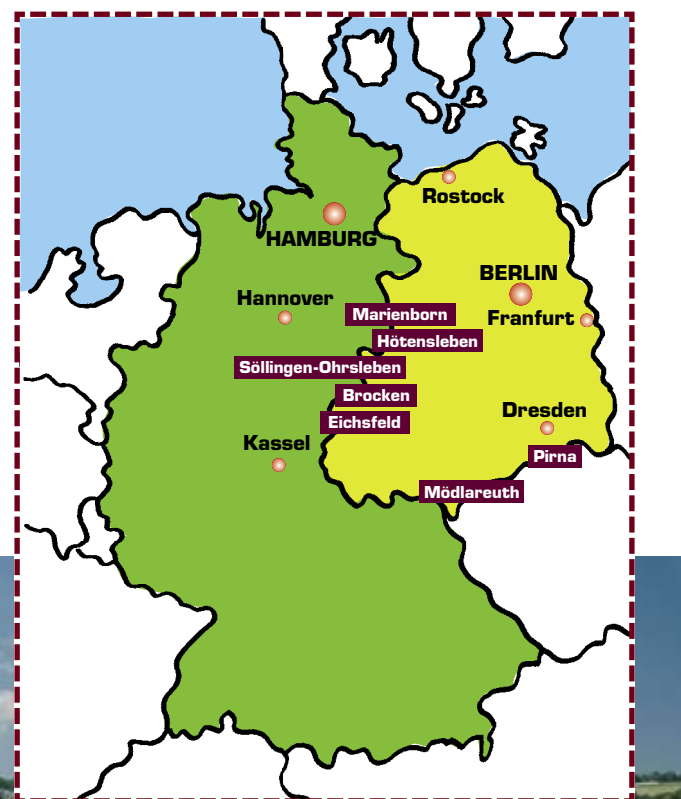 Rostock
HAMBURG
BERLIN
Hannover
Marienborn
Franfurt
Hötensleben
Söllingen-Ohrsleben
Brocken
Dresden
Eichsfeld
Kassel
Pirna
Mödlareuth